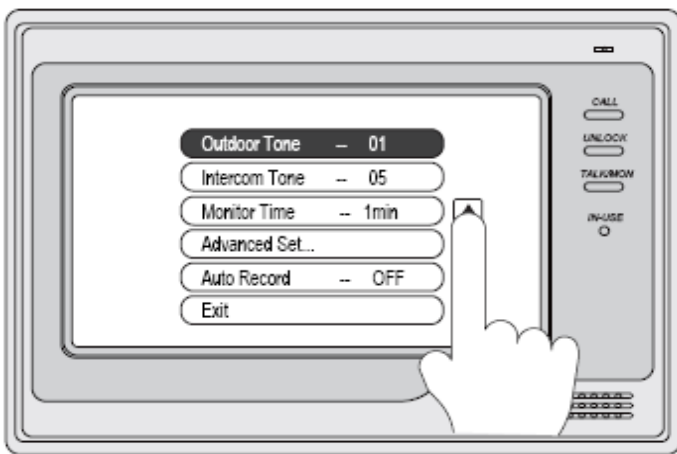 CALL
UNLOCK
TALK/MON
IN-USE
Outdoor Tone -- 01
Intercom Tone -- 05
Monitor Time -- 1min
Advanced Set...
Auto Record -- OFF
Exit